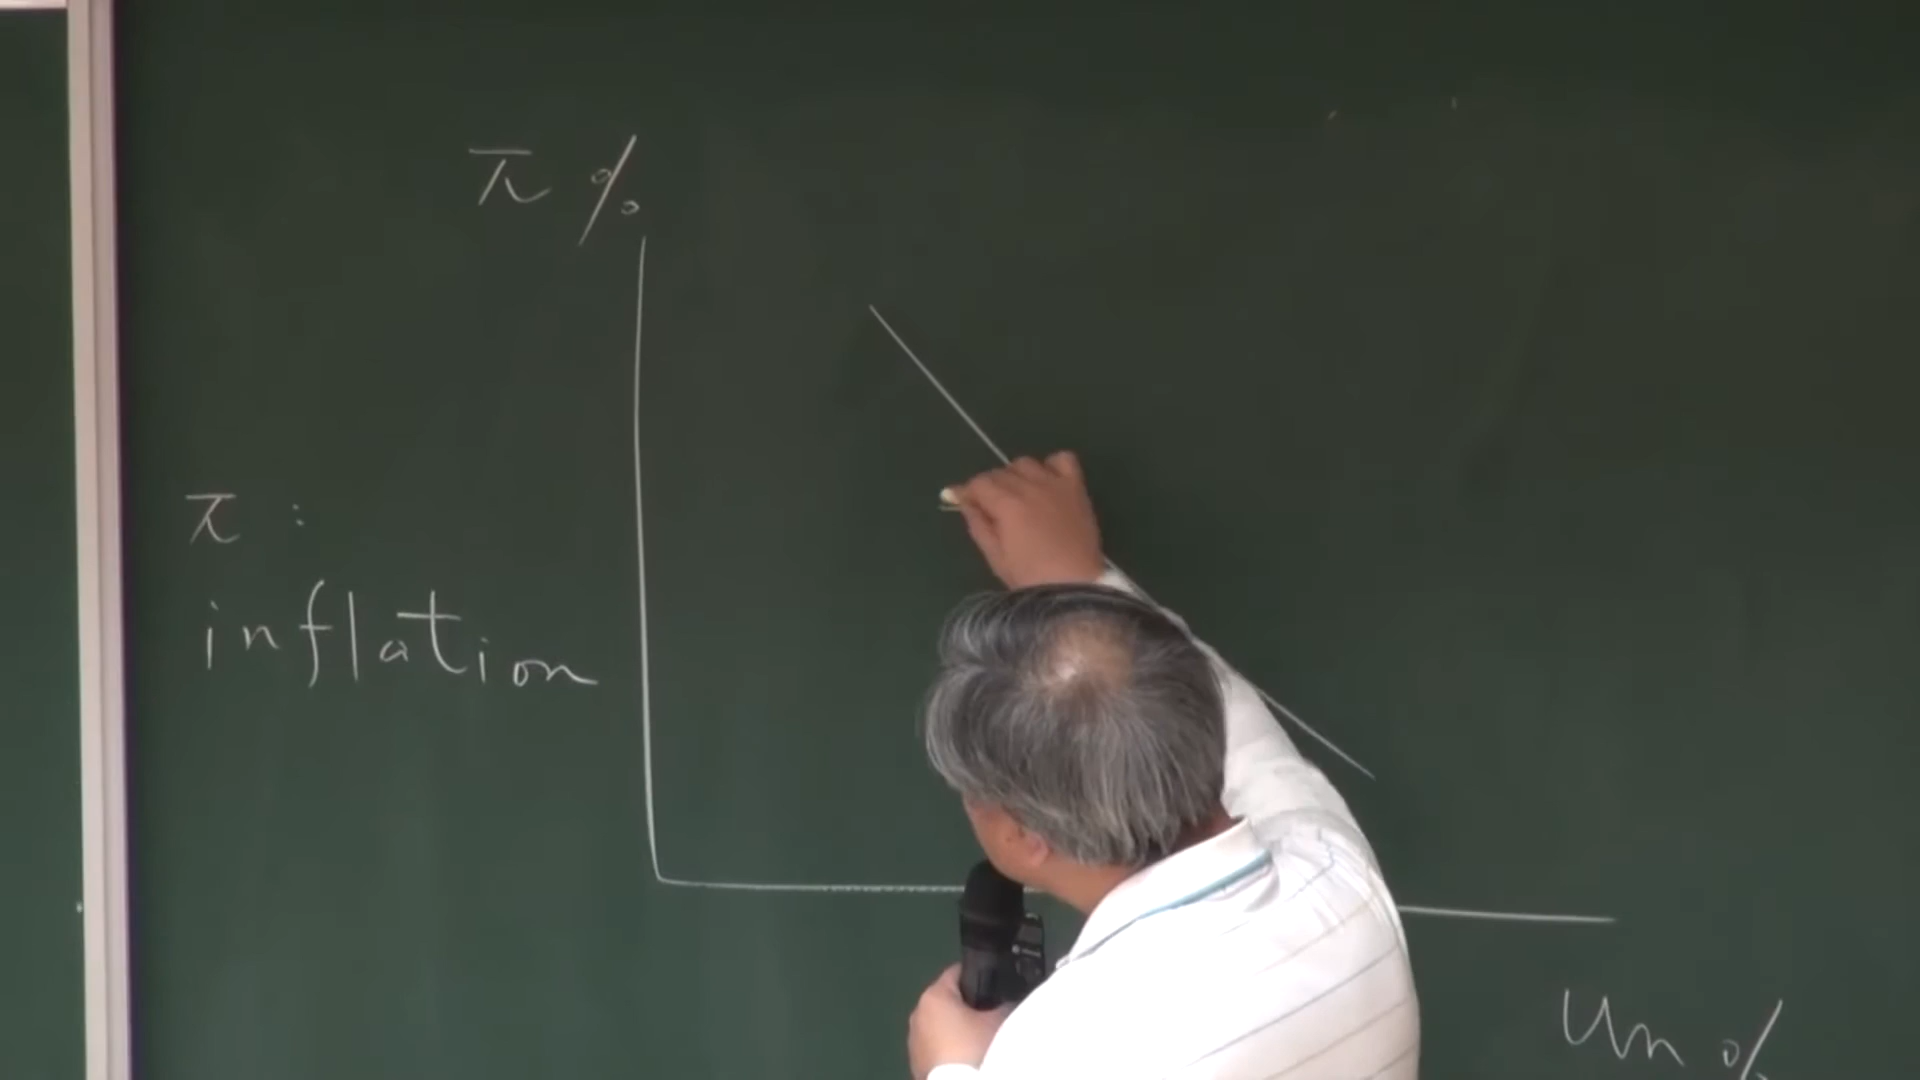 π %
π :
inflation
Un %